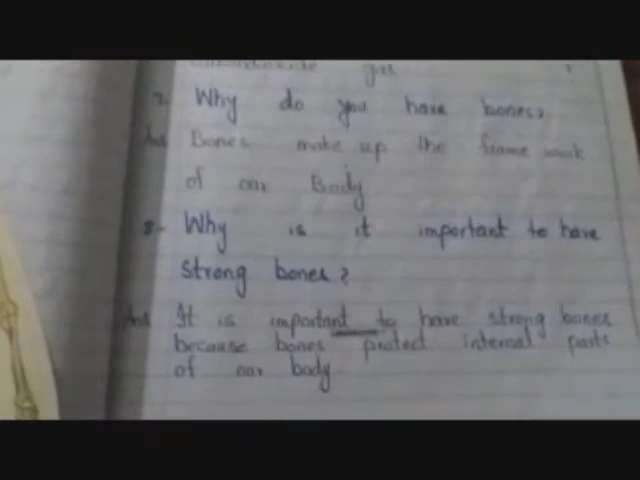 gas
7. Why do you have bones?
Ans Bones make up the frame work
of our Body
8- Why is it important to have
strong bones?
Ans It is important to have strong bones
because bones protect internal parts
of our body